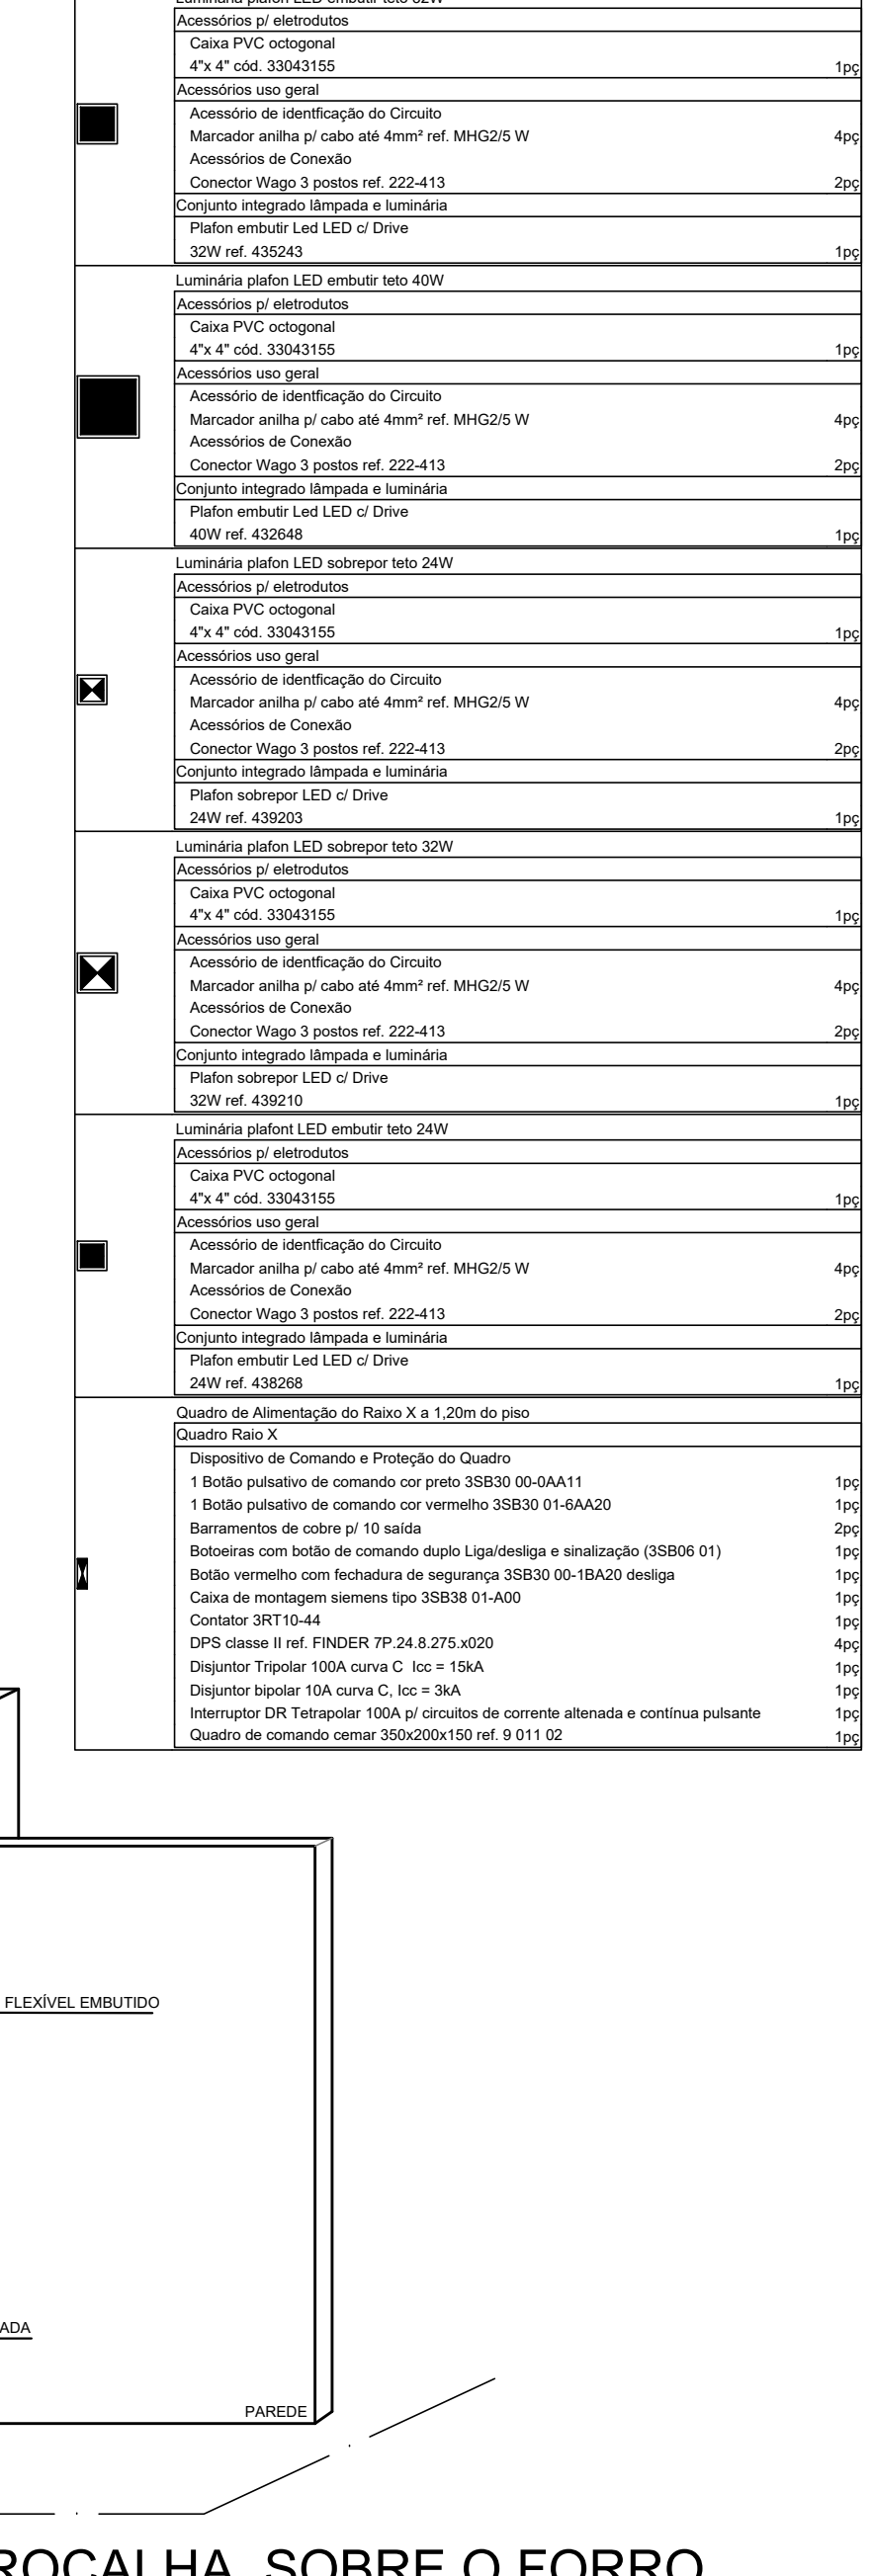 Luminária plafon LED embutir teto 32W
Acessórios p/ eletrodutos
Caixa PVC octogonal
4"x 4" cód. 33043155 1pç
Acessórios uso geral
Acessório de identficação do Circuito
Marcador anilha p/ cabo até 4mm² ref. MHG2/5 W 4pç
Acessórios de Conexão
Conector Wago 3 postos ref. 222-413 2pç
Conjunto integrado lâmpada e luminária
Plafon embutir Led LED c/ Drive
32W ref. 435243 1pç
Luminária plafon LED embutir teto 40W
Acessórios p/ eletrodutos
Caixa PVC octogonal
4"x 4" cód. 33043155 1pç
Acessórios uso geral
Acessório de identficação do Circuito
Marcador anilha p/ cabo até 4mm² ref. MHG2/5 W 4pç
Acessórios de Conexão
Conector Wago 3 postos ref. 222-413 2pç
Conjunto integrado lâmpada e luminária
Plafon embutir Led LED c/ Drive
40W ref. 432648 1pç
Luminária plafon LED sobrepor teto 24W
Acessórios p/ eletrodutos
Caixa PVC octogonal
4"x 4" cód. 33043155 1pç
Acessórios uso geral
Acessório de identficação do Circuito
Marcador anilha p/ cabo até 4mm² ref. MHG2/5 W 4pç
Acessórios de Conexão
Conector Wago 3 postos ref. 222-413 2pç
Conjunto integrado lâmpada e luminária
Plafon sobrepor LED c/ Drive
24W ref. 439203 1pç
Luminária plafon LED sobrepor teto 32W
Acessórios p/ eletrodutos
Caixa PVC octogonal
4"x 4" cód. 33043155 1pç
Acessórios uso geral
Acessório de identficação do Circuito
Marcador anilha p/ cabo até 4mm² ref. MHG2/5 W 4pç
Acessórios de Conexão
Conector Wago 3 postos ref. 222-413 2pç
Conjunto integrado lâmpada e luminária
Plafon sobrepor LED c/ Drive
32W ref. 439210 1pç
Luminária plafont LED embutir teto 24W
Acessórios p/ eletrodutos
Caixa PVC octogonal
4"x 4" cód. 33043155 1pç
Acessórios uso geral
Acessório de identficação do Circuito
Marcador anilha p/ cabo até 4mm² ref. MHG2/5 W 4pç
Acessórios de Conexão
Conector Wago 3 postos ref. 222-413 2pç
Conjunto integrado lâmpada e luminária
Plafon embutir Led LED c/ Drive
24W ref. 438268 1pç
Quadro de Alimentação do Raixo X a 1,20m do piso
Quadro Raio X
Dispositivo de Comando e Proteção do Quadro
1 Botão pulsativo de comando cor preto 3SB30 00-0AA11 1pç
1 Botão pulsativo de comando cor vermelho 3SB30 01-6AA20 1pç
Barramentos de cobre p/ 10 saída 2pç
Botoeiras com botão de comando duplo Liga/desliga e sinalização (3SB06 01) 1pç
Botão vermelho com fechadura de segurança 3SB30 00-1BA20 desliga 1pç
Caixa de montagem siemens tipo 3SB38 01-A00 1pç
Contator 3RT10-44 1pç
DPS classe II ref. FINDER 7P.24.8.275.x020 4pç
Disjuntor Tripolar 100A curva C Icc = 15kA 1pç
Disjuntor bipolar 10A curva C, Icc = 3kA 1pç
Interruptor DR Tetrapolar 100A p/ circuitos de corrente altenada e contínua pulsante 1pç
Quadro de comando cemar 350x200x150 ref. 9 011 02 1pç
FLEXÍVEL EMBUTIDO
ADA
PAREDE
ROCALHA SOBRE O FORRO